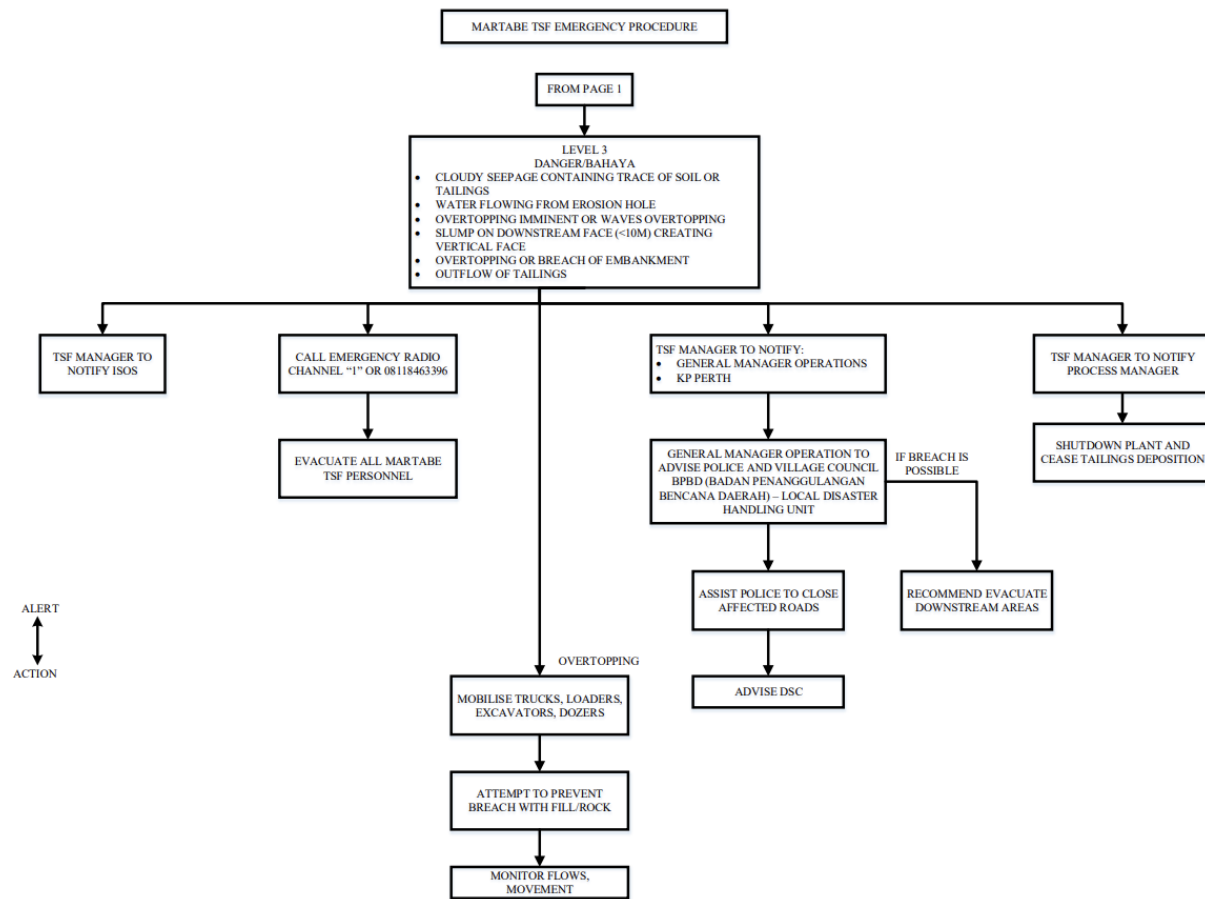 MARTABE TSF EMERGENCY PROCEDURE
FROM PAGE 1
LEVEL 3
DANGER/BAHAYA
• CLOUDY SEEPAGE CONTAINING TRACE OF SOIL OR
TAILINGS
• WATER FLOWING FROM EROSION HOLE
• OVERTOPPING IMMINENT OR WAVES OVERTOPPING
• SLUMP ON DOWNSTREAM FACE (<10M) CREATING
VERTICAL FACE
• OVERTOPPING OR BREACH OF EMBANKMENT
• OUTFLOW OF TAILINGS
TSF MANAGER TO
NOTIFY ISOS
CALL EMERGENCY RADIO
CHANNEL “1” OR 08118463396
EVACUATE ALL MARTABE
TSF PERSONNEL
TSF MANAGER TO NOTIFY:
• GENERAL MANAGER OPERATIONS
• KP PERTH
TSF MANAGER TO NOTIFY
PROCESS MANAGER
SHUTDOWN PLANT AND
CEASE TAILINGS DEPOSITION
GENERAL MANAGER OPERATION TO
ADVISE POLICE AND VILLAGE COUNCIL
BPBD (BADAN PENANGGULANGAN
BENCANA DAERAH) – LOCAL DISASTER
HANDLING UNIT
IF BREACH IS
POSSIBLE
ASSIST POLICE TO CLOSE
AFFECTED ROADS
RECOMMEND EVACUATE
DOWNSTREAM AREAS
ADVISE DSC
ALERT
ACTION
OVERTOPPING
MOBILISE TRUCKS, LOADERS,
EXCAVATORS, DOZERS
ATTEMPT TO PREVENT
BREACH WITH FILL/ROCK
MONITOR FLOWS,
MOVEMENT